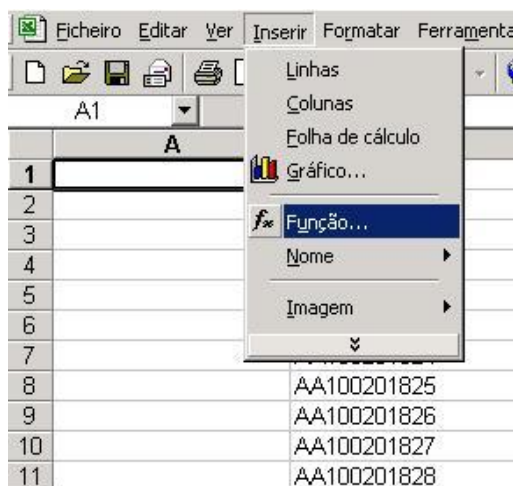 Ficheiro Editar Ver Inserir Formatar Ferramenta
A1
Linhas
Colunas
Folha de cálculo
Gráfico...
Função...
Nome
Imagem
A
1
2
3
4
5
6
7
8 AA100201825
9 AA100201826
10 AA100201827
11 AA100201828